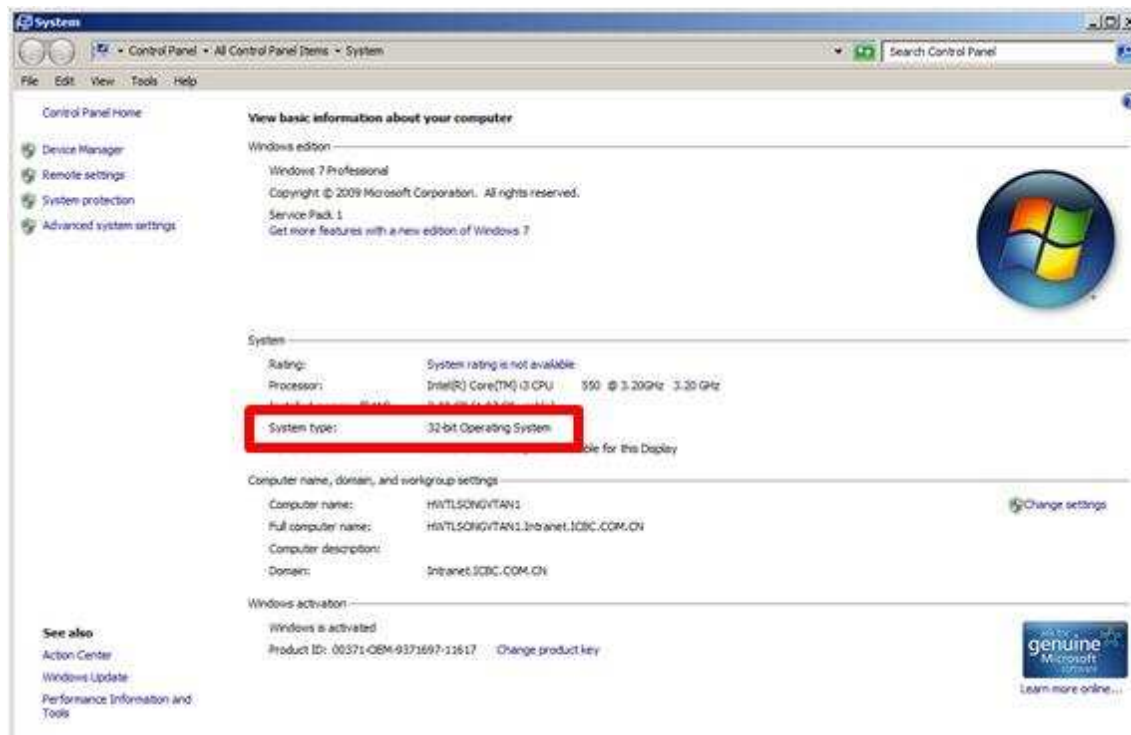 System
Control Panel • All Control Panel Items • System
Search Control Panel
File Edit View Tools Help
Control Panel Home
Device Manager
Remote settings
System protection
Advanced system settings
View basic information about your computer
Windows edition
Windows 7 Professional
Copyright © 2009 Microsoft Corporation. All rights reserved.
Service Pack 1
Get more features with a new edition of Windows 7
System
Rating: System rating is not available
Processor: Intel(R) Core(TM) i3 CPU 550 @ 3.20GHz 3.20 GHz
System type: 32-bit Operating System
for this Display
Computer name, domain, and workgroup settings
Computer name: HWTLSONGVTAN1
Change settings
Full computer name: HWTLSONGVTAN1.Intranet.ICBC.COM.CN
Computer description:
Domain: Intranet.ICBC.COM.CN
Windows activation
Windows is activated
Product ID: 00371-OEM-9371697-11617 Change product key
ask for
genuine
Microsoft
software
Learn more online...
See also
Action Center
Windows Update
Performance Information and
Tools